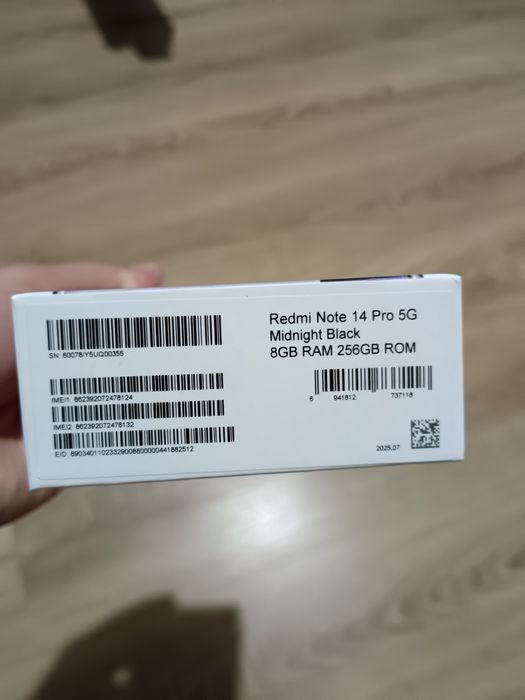 SN: 60078/Y5UQ00355
IMEI1 862392072478124
IMEI2 862392072478132
EID 89034011023329008800000441882512
Redmi Note 14 Pro 5G
Midnight Black
8GB RAM 256GB ROM
6 941812 737118
2025.07